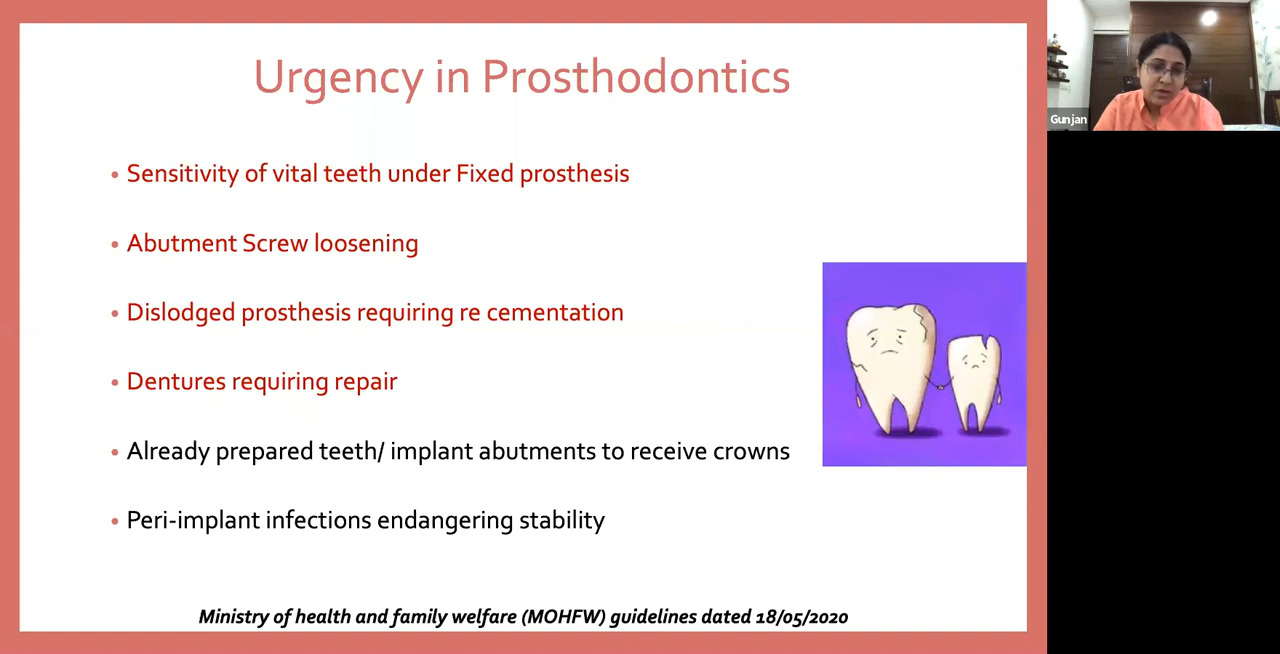 Urgency in Prosthodontics
• Sensitivity of vital teeth under Fixed prosthesis
• Abutment Screw loosening
• Dislodged prosthesis requiring re cementation
• Dentures requiring repair
• Already prepared teeth/ implant abutments to receive crowns
• Peri-implant infections endangering stability
Ministry of health and family welfare (MOHFW) guidelines dated 18/05/2020
Gunjan